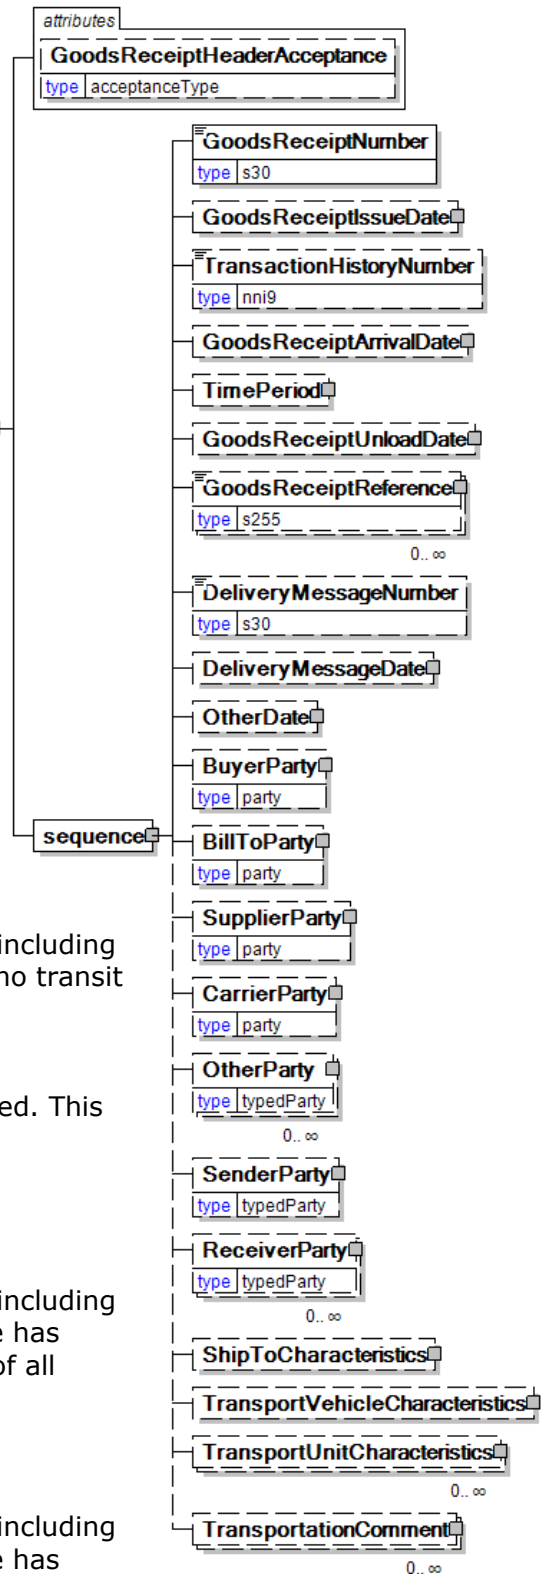 attributes
GoodsReceiptHeaderAcceptance
type acceptanceType
GoodsReceiptNumber
type s30
GoodsReceiptIssueDate
TransactionHistoryNumber
type nni9
GoodsReceiptArrivalDate
TimePeriod
GoodsReceiptUnloadDate
GoodsReceiptReference
type s255
0.. ∞
DeliveryMessageNumber
type s30
DeliveryMessageDate
OtherDate
BuyerParty
type party
sequence
BillToParty
type party
SupplierParty
type party
including
no transit
CarrierParty
type party
OtherParty
type typedParty
0.. ∞
ed. This
SenderParty
type typedParty
ReceiverParty
type typedParty
0.. ∞
including
e has
of all
ShipToCharacteristics
TransportVehicleCharacteristics
TransportUnitCharacteristics
0.. ∞
including
e has
TransportationComment
0.. ∞